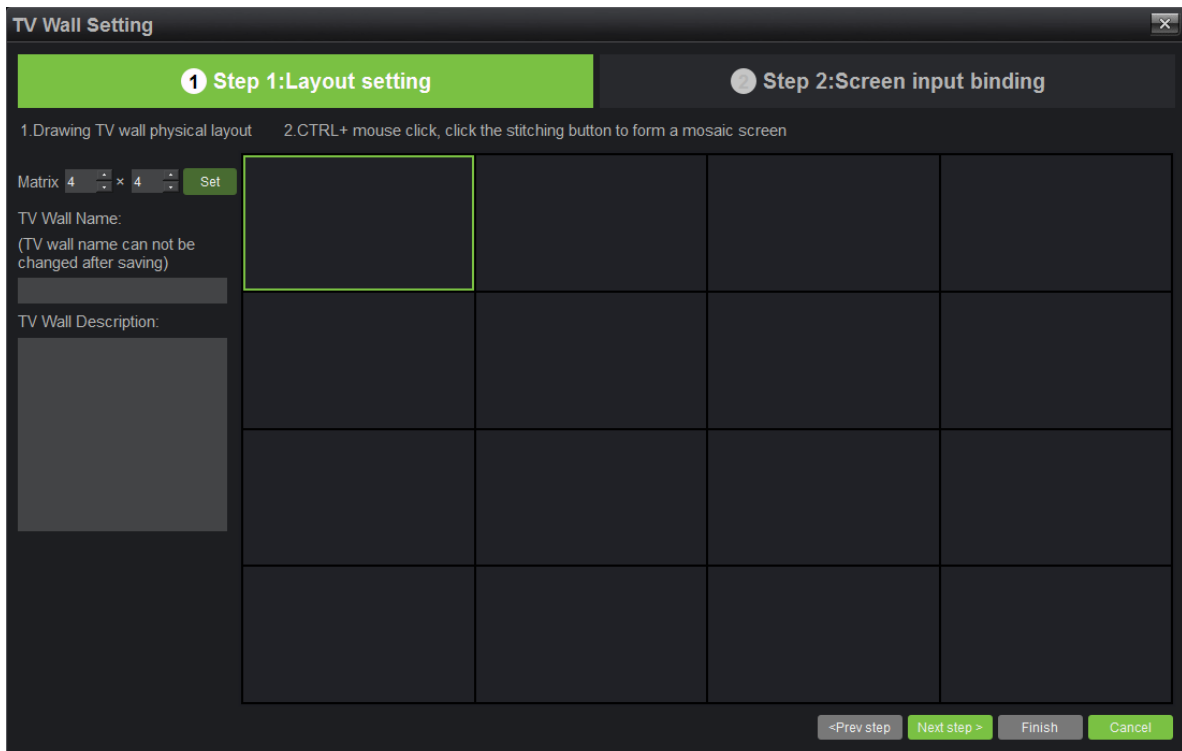 TV Wall Setting
1 Step 1:Layout setting
2 Step 2:Screen input binding
1.Drawing TV wall physical layout 2.CTRL+ mouse click, click the stitching button to form a mosaic screen
Matrix 4 × 4 Set
TV Wall Name:
(TV wall name can not be
changed after saving)
TV Wall Description:
<Prev step Next step > Finish Cancel